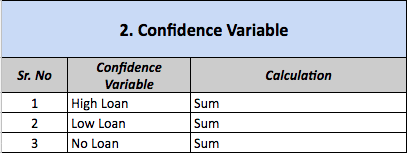 2. Confidence Variable
Sr. No Confidence Variable Calculation
1 High Loan Sum
2 Low Loan Sum
3 No Loan Sum